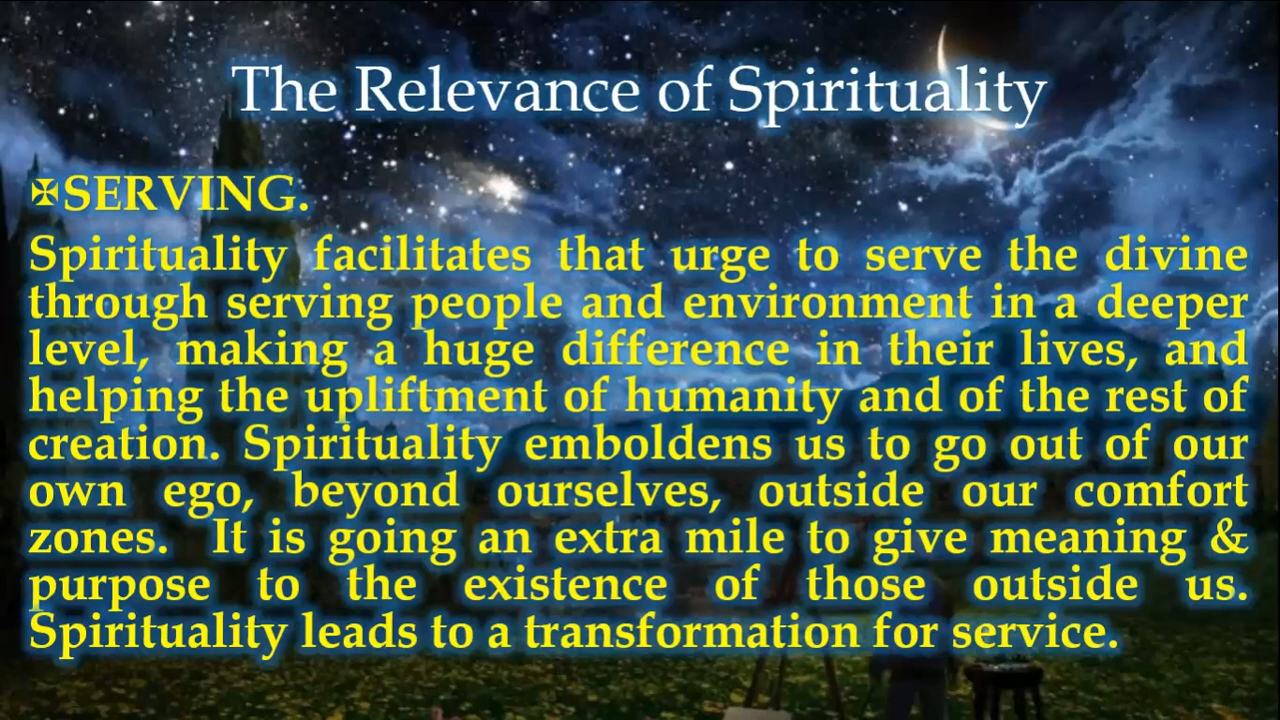 The Relevance of Spirituality
✠SERVING.
Spirituality facilitates that urge to serve the divine
through serving people and environment in a deeper
level, making a huge difference in their lives, and
helping the upliftment of humanity and of the rest of
creation. Spirituality emboldens us to go out of our
own ego, beyond ourselves, outside our comfort
zones.  It is going an extra mile to give meaning &
purpose to the existence of those outside us.
Spirituality leads to a transformation for service.